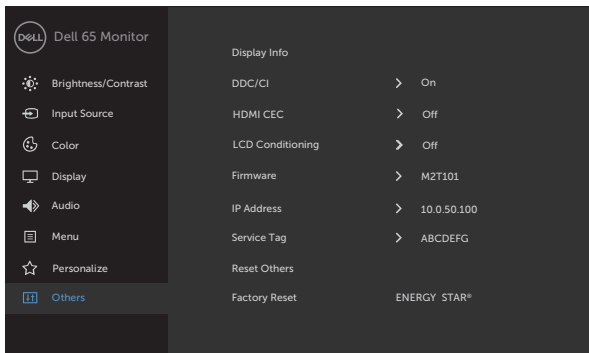 DELL Dell 65 Monitor
Display Info
Brightness/Contrast DDC/CI > On
Input Source HDMI CEC > Off
Color LCD Conditioning > Off
Display Firmware > M2T101
Audio IP Address > 10.0.50.100
Menu Service Tag > ABCDEFG
Personalize Reset Others
Others Factory Reset ENERGY STAR®